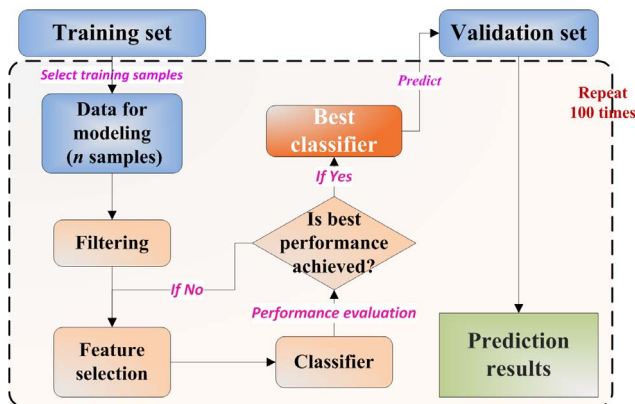 Training set
Validation set
Select training samples
Predict
Repeat
100 times
Data for
modeling
(n samples)
Best
classifier
If Yes
Filtering
Is best
performance
achieved?
If No
Performance evaluation
Feature
selection
Classifier
Prediction
results